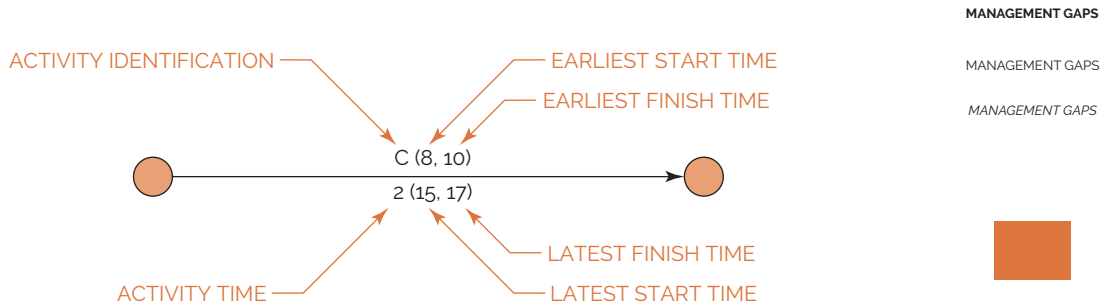 MANAGEMENT GAPS
ACTIVITY IDENTIFICATION
EARLIEST START TIME
MANAGEMENT GAPS
EARLIEST FINISH TIME
MANAGEMENT GAPS
C (8, 10)
2 (15, 17)
LATEST FINISH TIME
ACTIVITY TIME
LATEST START TIME